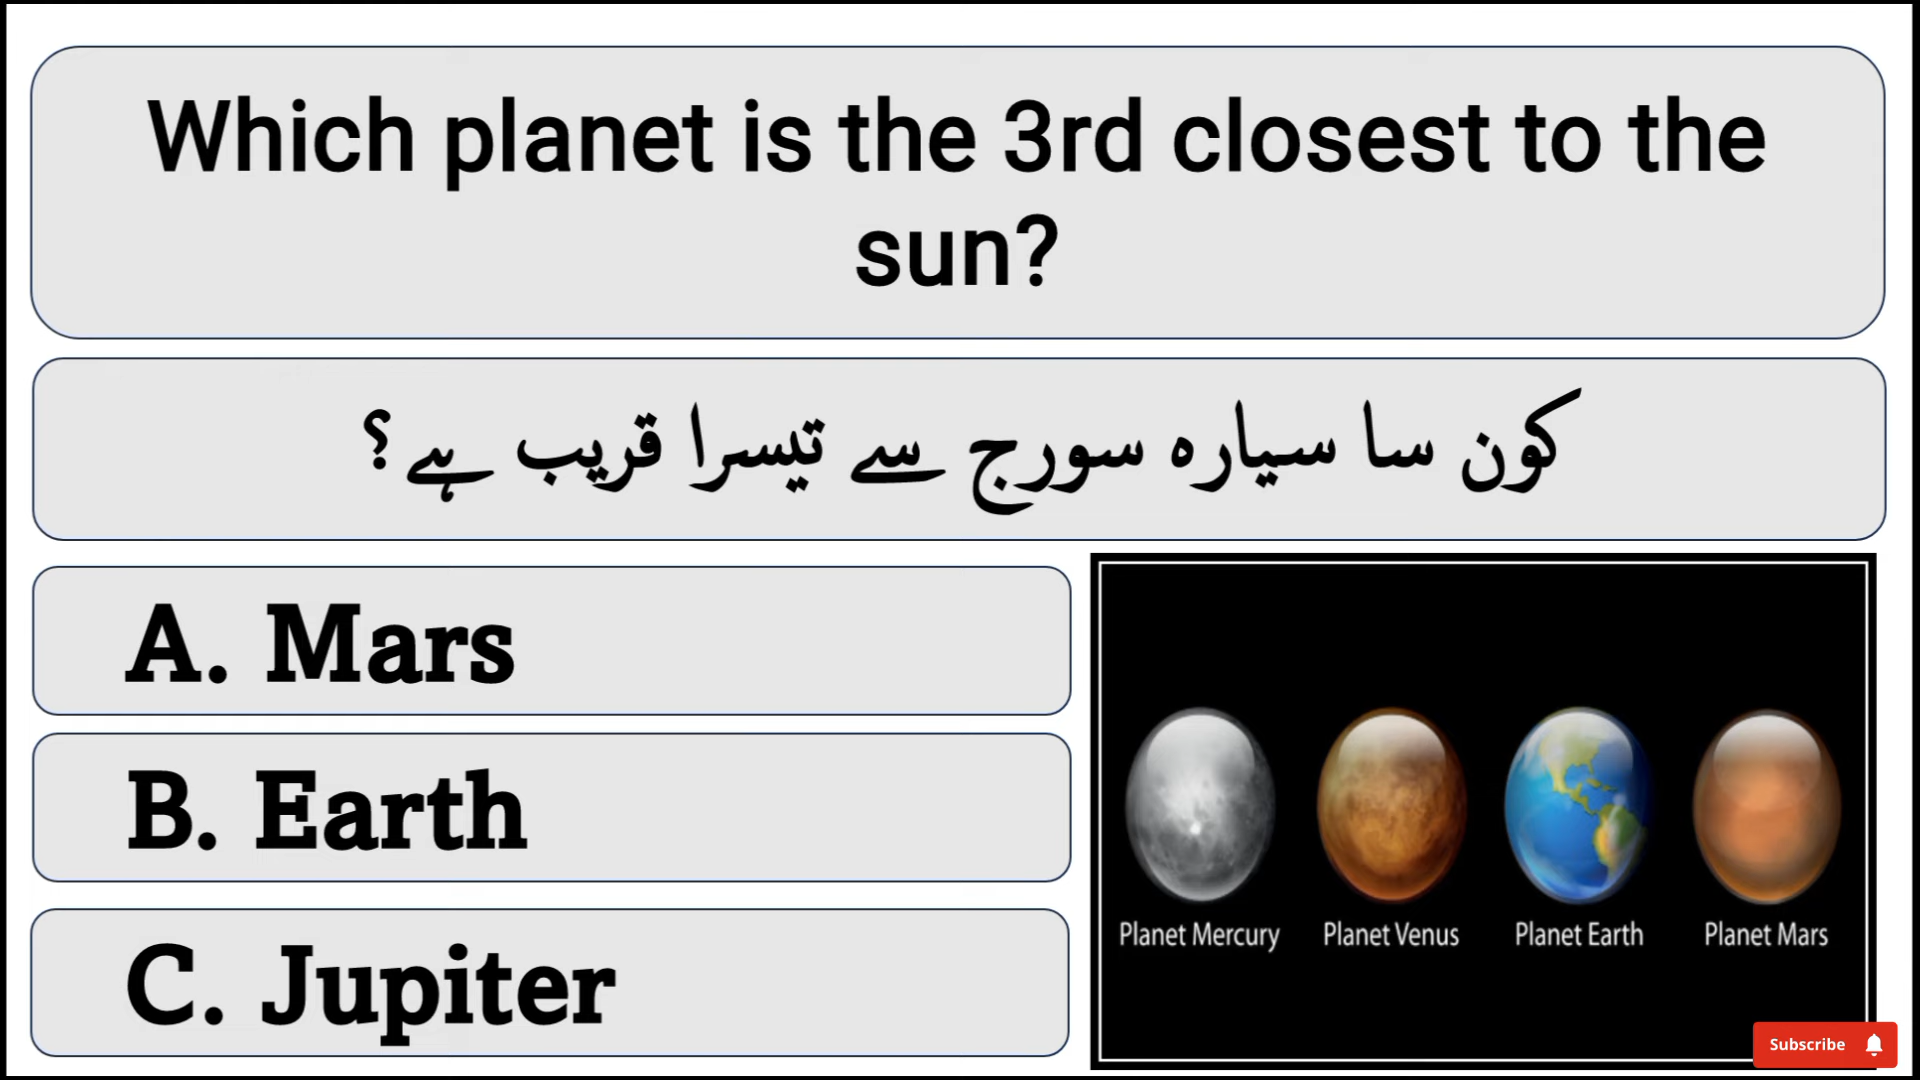 Which planet is the 3rd closest to the
sun?
کون سا سیارہ سورج سے تیسرا قریب ہے؟
A. Mars
B. Earth
C. Jupiter
Planet Mercury
Planet Venus
Planet Earth
Planet Mars
Subscribe